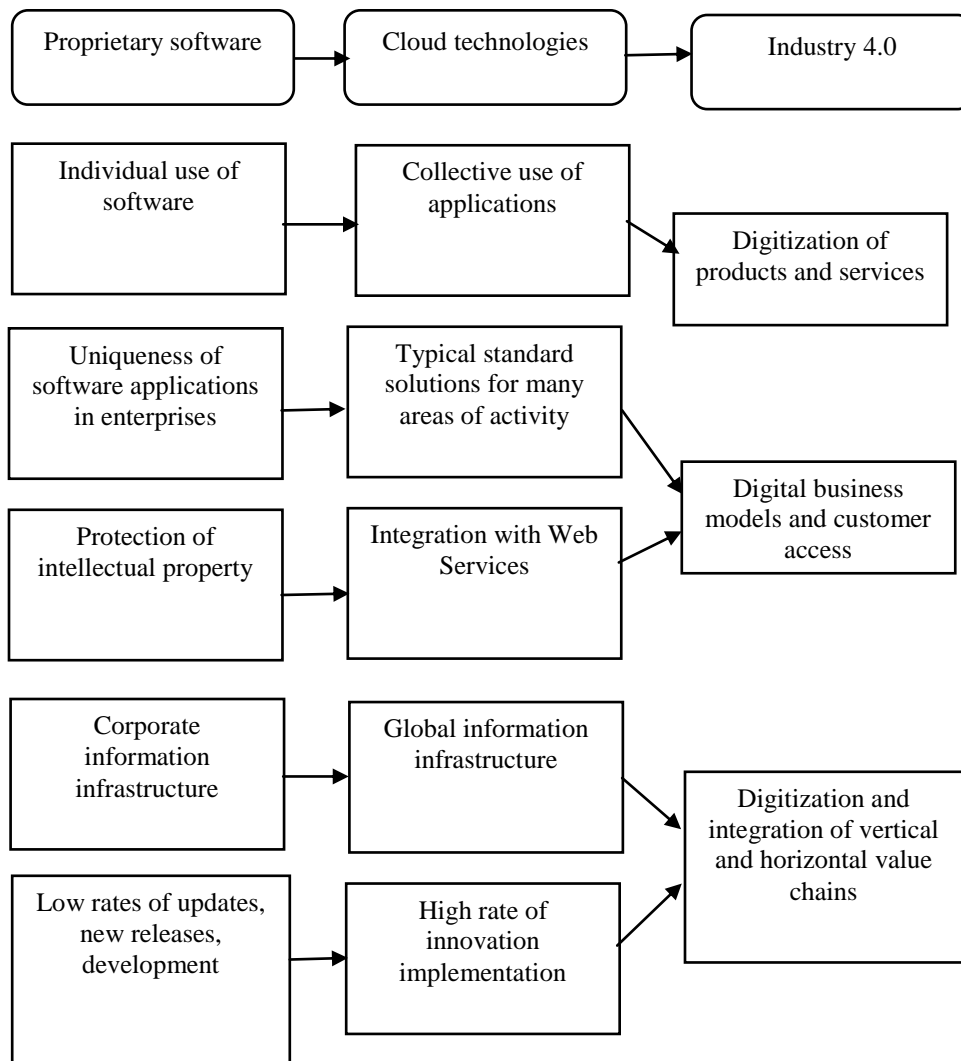 Proprietary software
Cloud technologies
Industry 4.0
Individual use of
software
Collective use of
applications
Digitization of
products and services
Uniqueness of
software applications
in enterprises
Typical standard
solutions for many
areas of activity
Digital business
models and customer
access
Protection of
intellectual property
Integration with Web
Services
Corporate
information
infrastructure
Global information
infrastructure
Digitization and
integration of vertical
and horizontal value
chains
Low rates of updates,
new releases,
development
High rate of
innovation
implementation